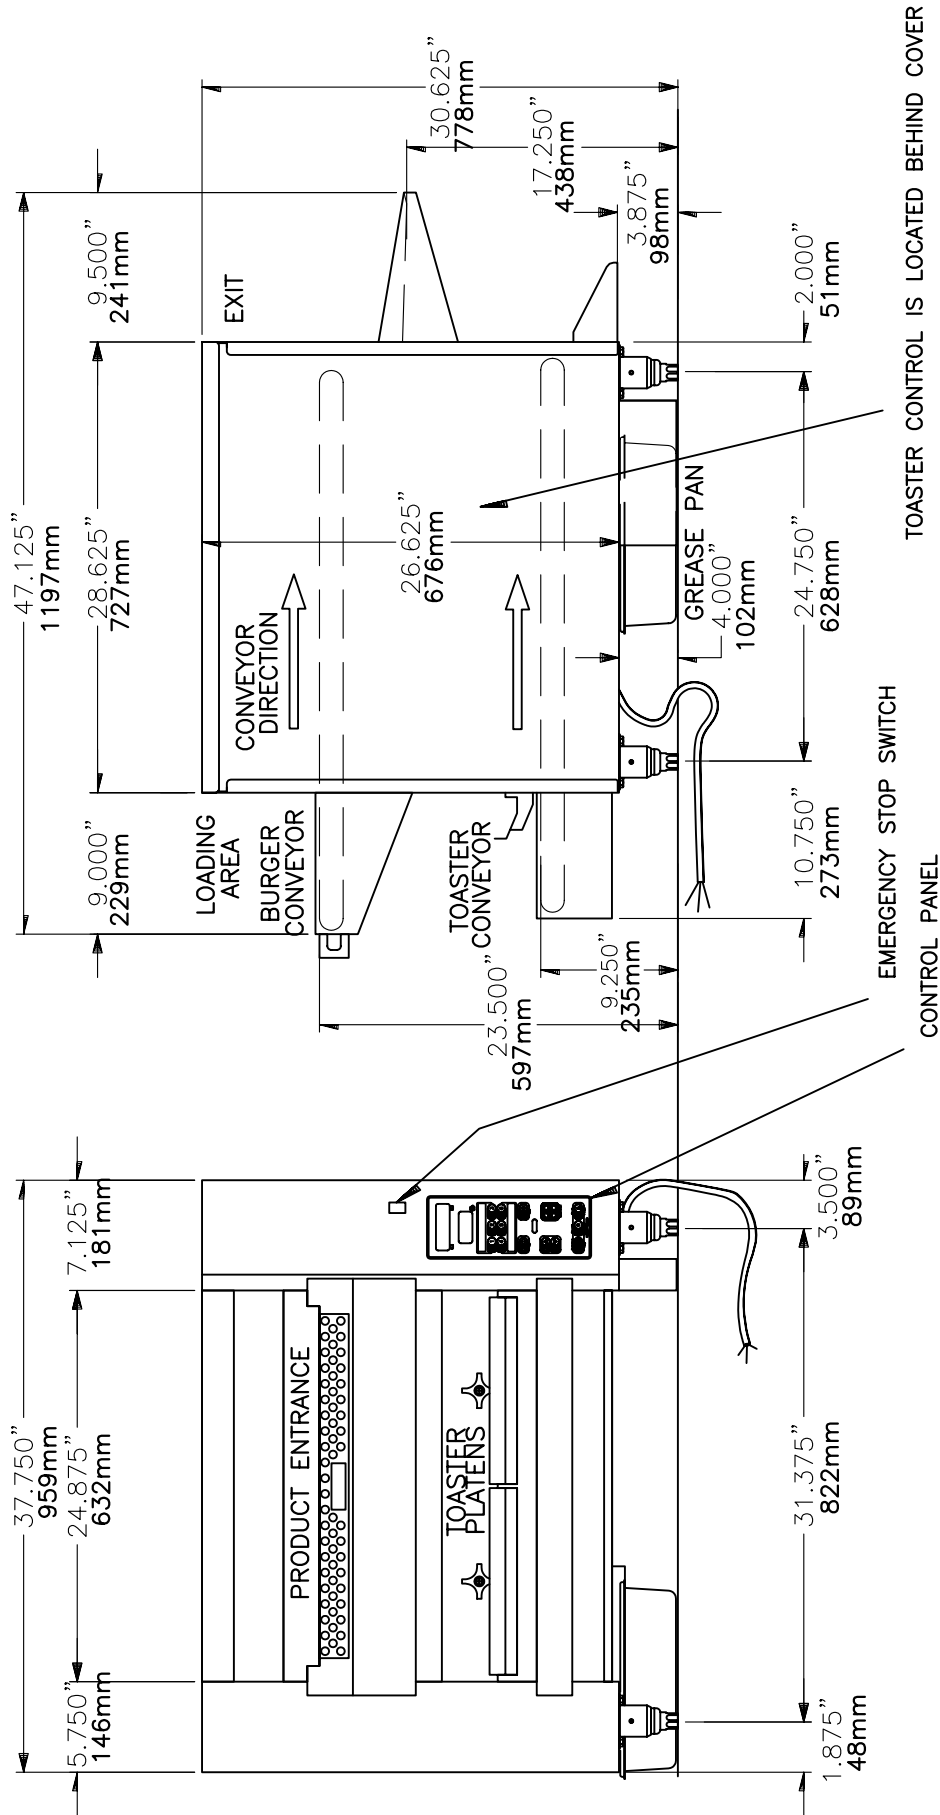 37.750”
959mm
5.750”
146mm
24.875”
632mm
7.125”
181mm
PRODUCT ENTRANCE
TOASTER
PLATENS
1.875”
48mm
31.375”
822mm
3.500”
89mm
EMERGENCY STOP SWITCH
CONTROL PANEL
47.125”
1197mm
9.000”
229mm
28.625”
727mm
9.500”
241mm
LOADING
AREA
EXIT
BURGER
CONVEYOR
CONVEYOR
DIRECTION
26.625”
676mm
30.625”
778mm
TOASTER
CONVEYOR
23.500”
597mm
17.250”
438mm
9.250”
235mm
3.875”
98mm
GREASE PAN
4.000”
102mm
10.750”
273mm
24.750”
628mm
2.000”
51mm
TOASTER CONTROL IS LOCATED BEHIND COVER